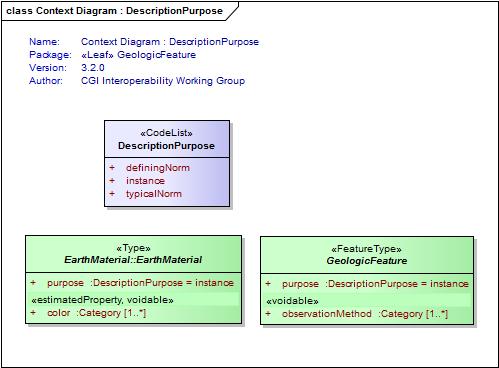 class Context Diagram : DescriptionPurpose
Name: Context Diagram : DescriptionPurpose
Package: «Leaf» GeologicFeature
Version: 3.2.0
Author: CGI Interoperability Working Group
«CodeList»
DescriptionPurpose
+ definingNorm
+ instance
+ typicalNorm
«Type»
EarthMaterial::EarthMaterial
+ purpose :DescriptionPurpose = instance
«estimatedProperty, voidable»
+ color :Category [1..*]
«FeatureType»
GeologicFeature
+ purpose :DescriptionPurpose = instance
«voidable»
+ observationMethod :Category [1..*]